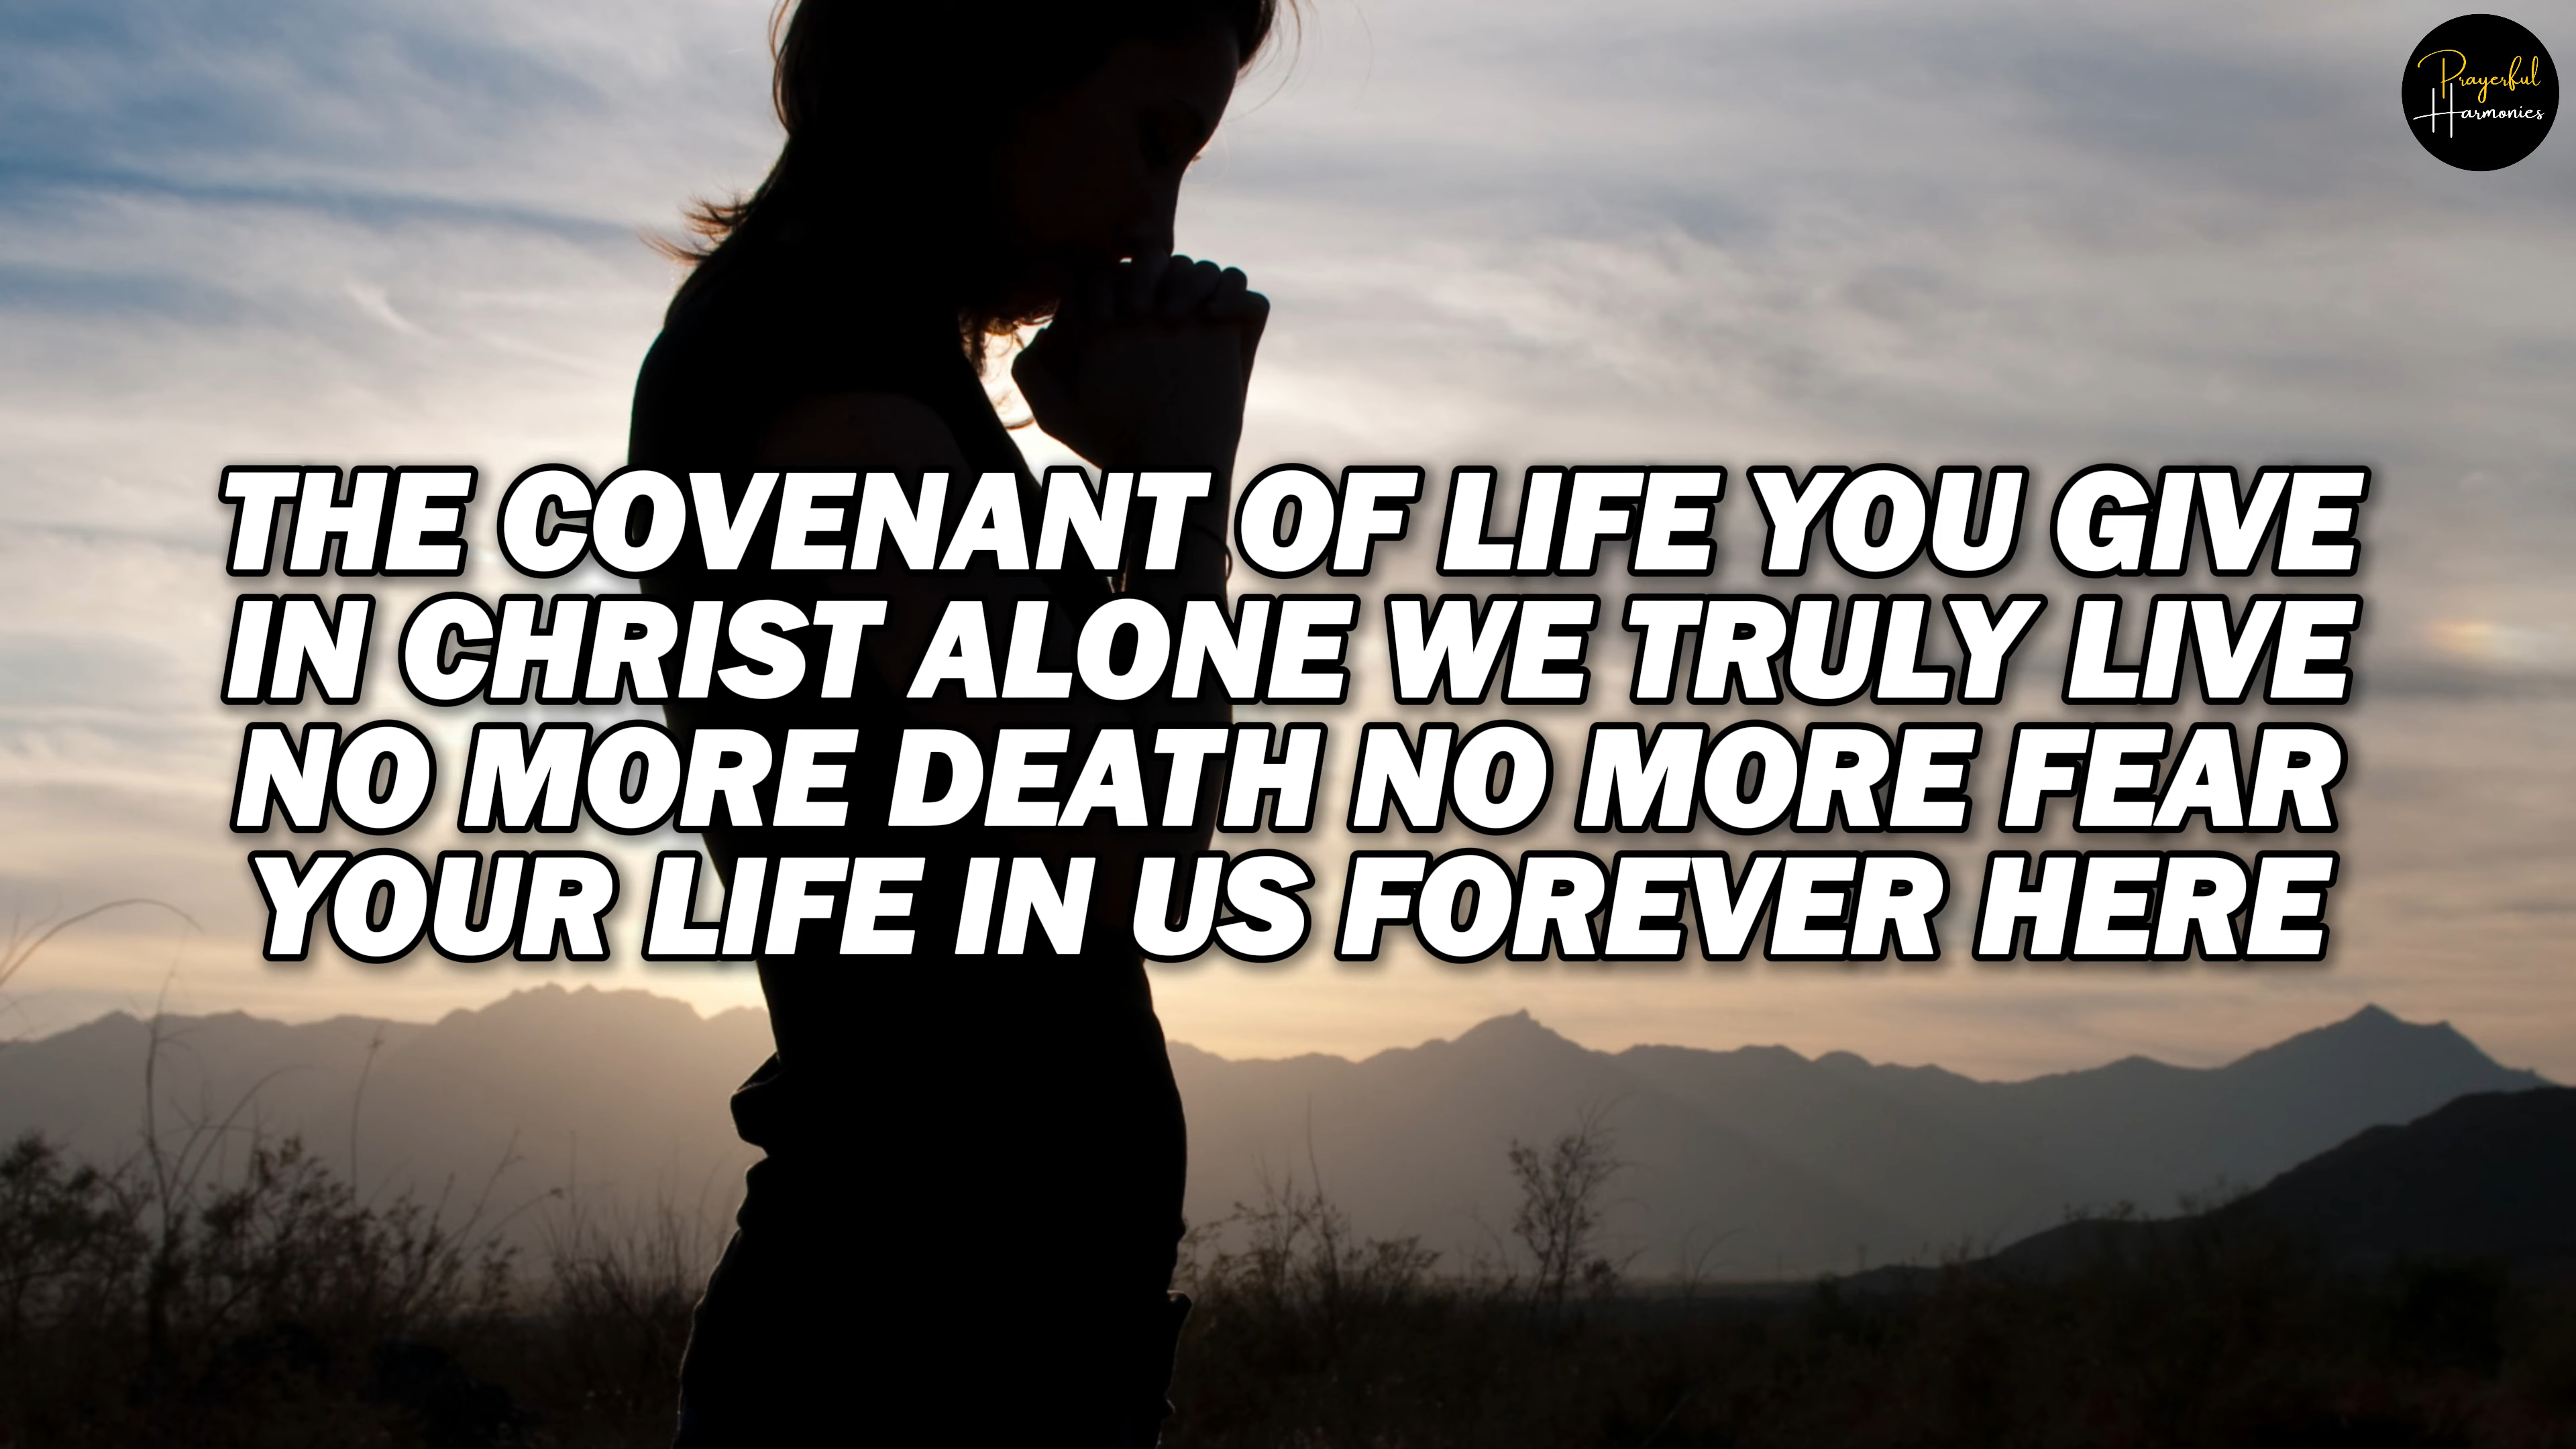 Prayerful
Harmonies
THE COVENANT OF LIFE YOU GIVE
IN CHRIST ALONE WE TRULY LIVE
NO MORE DEATH NO MORE FEAR
YOUR LIFE IN US FOREVER HERE